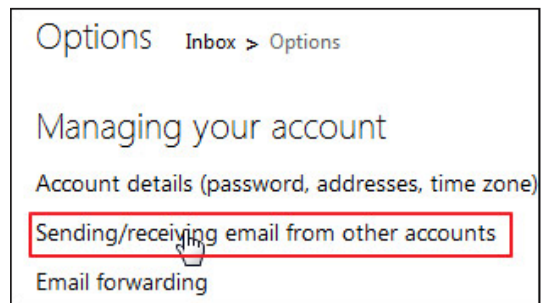 Options Inbox > Options
Managing your account
Account details (password, addresses, time zone)
Sending/receiving email from other accounts
Email forwarding